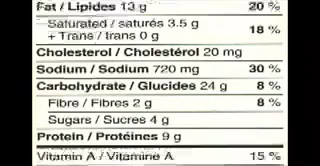 Fat / Lipides 13 g 20 %
Saturated / saturés 3.5 g
+ Trans / trans 0 g 18 %
Cholesterol / Cholestérol 20 mg
Sodium / Sodium 720 mg 30 %
Carbohydrate / Glucides 24 g 8 %
Fibre / Fibres 2 g 8 %
Sugars / Sucres 4 g
Protein / Protéines 9 g
Vitamin A / Vitamine A 15 %